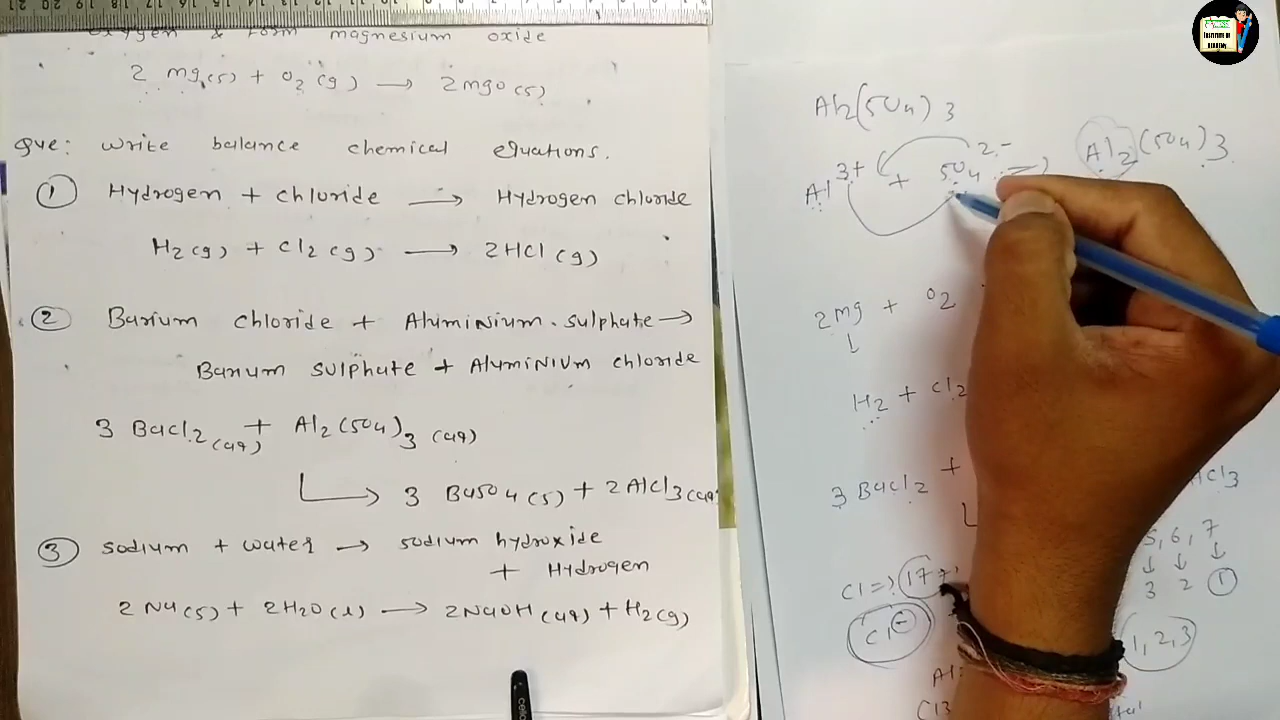 oxygen & form magnesium oxide
2 Mg(s) + O2(g) → 2MgO(s)
Que: Write balance chemical equations.
① Hydrogen + chloride → Hydrogen chloride
H2(g) + Cl2(g) → 2HCl(g)
② Barium chloride + Aluminium sulphate →
Barium sulphate + Aluminium chloride
3 BaCl2(aq) + Al2(SO4)3(aq)
→ 3 BaSO4(s) + 2AlCl3(aq)
③ Sodium + water → sodium hydroxide
+ Hydrogen
2Na(s) + 2H2O(l) → 2NaOH(aq) + H2(g)
Al2(SO4)3
Al3+ + SO4 2- ⇒ Al2(SO4)3
2Mg + O2
H2 + Cl2
3 BaCl2 +
Cl3
5, 6, 7
↓ ↓ ↓
3 2 ①
Cl ⇒ 17
Cl-
1, 2, 3
Al
Cl3